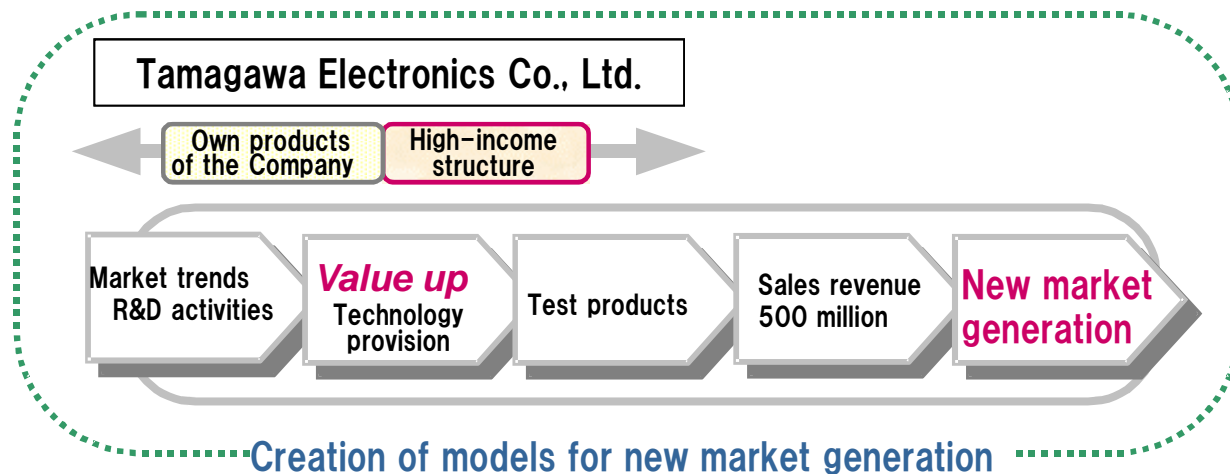 Tamagawa Electronics Co., Ltd.
Own products
of the Company
High-income
structure
Market trends
R&D activities
Value up
Technology
provision
Test products
Sales revenue
500 million
New market
generation
Creation of models for new market generation